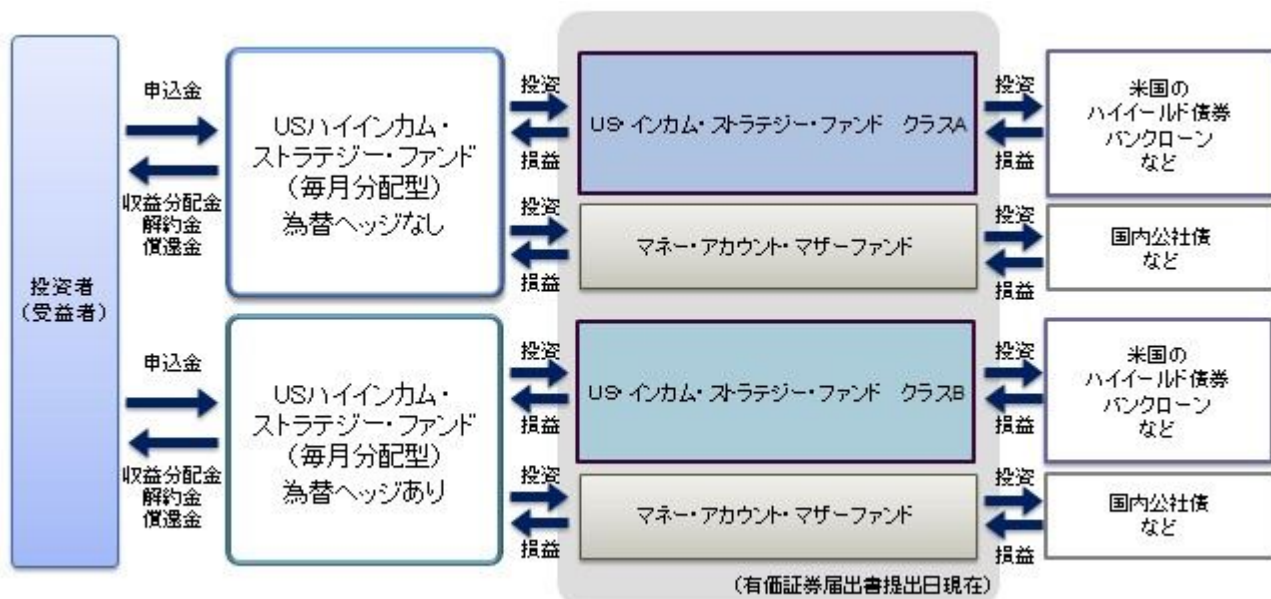 投資者
(受益者)
申込金
収益分配金
解約金
償還金
USハイインカム・
ストラテジー・ファンド
(毎月分配型)
為替ヘッジなし
投資
損益
US・インカム・ストラテジー・ファンド　クラスA
投資
損益
米国の
ハイイールド債券
バンクローン
など
投資
損益
マネー・アカウント・マザーファンド
投資
損益
国内公社債
など
申込金
収益分配金
解約金
償還金
USハイインカム・
ストラテジー・ファンド
(毎月分配型)
為替ヘッジあり
投資
損益
US・インカム・ストラテジー・ファンド　クラスB
投資
損益
米国の
ハイイールド債券
バンクローン
など
投資
損益
マネー・アカウント・マザーファンド
投資
損益
国内公社債
など
(有価証券届出書提出日現在)